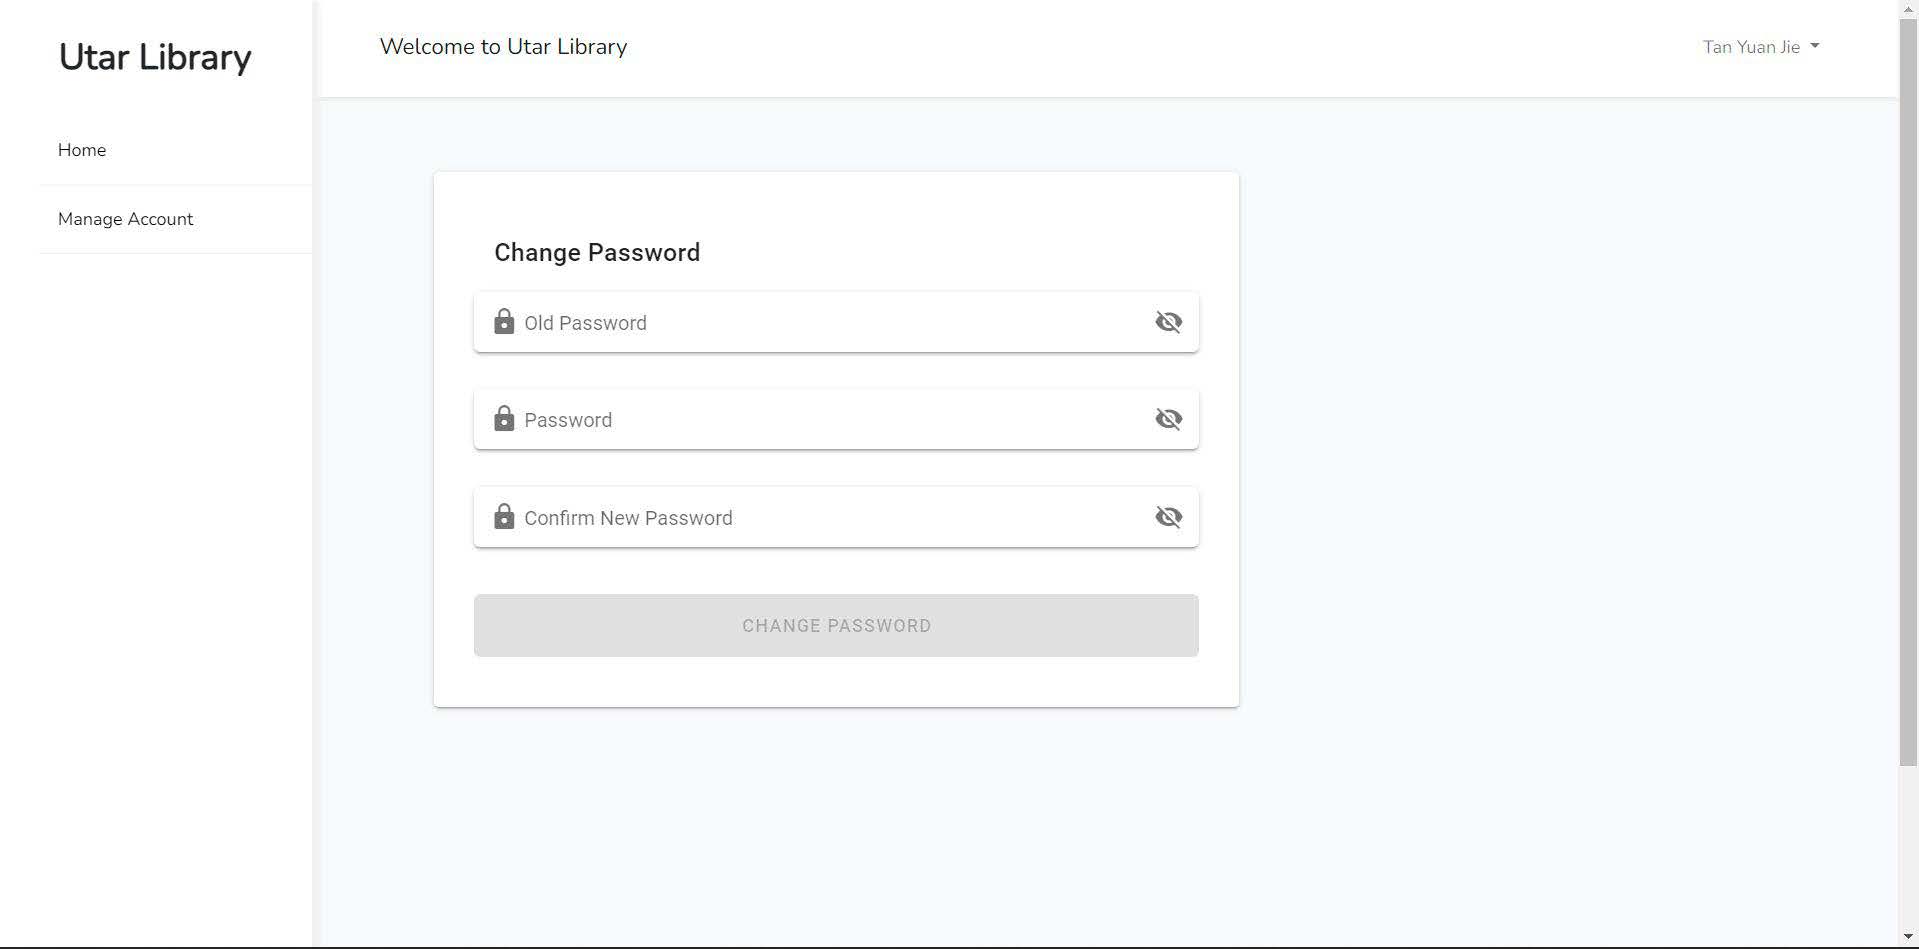 Utar Library
Welcome to Utar Library
Tan Yuan Jie
Home
Manage Account
Change Password
Old Password
Password
Confirm New Password
CHANGE PASSWORD